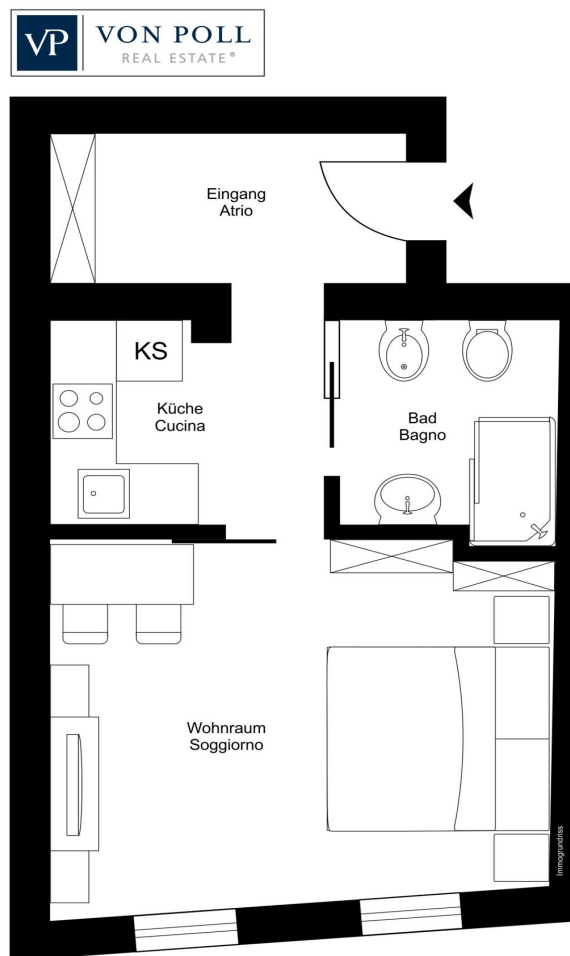 VP VON POLL
REAL ESTATE®
Eingang
Atrio
KS
Küche
Cucina
Bad
Bagno
Wohnraum
Soggiorno
Immogrundriss